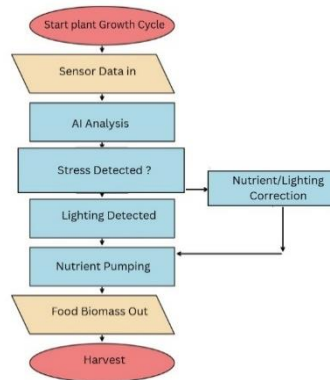 Start plant Growth Cycle
Sensor Data in
AI Analysis
Stress Detected ?
Nutrient/Lighting
Correction
Lighting Detected
Nutrient Pumping
Food Biomass Out
Harvest